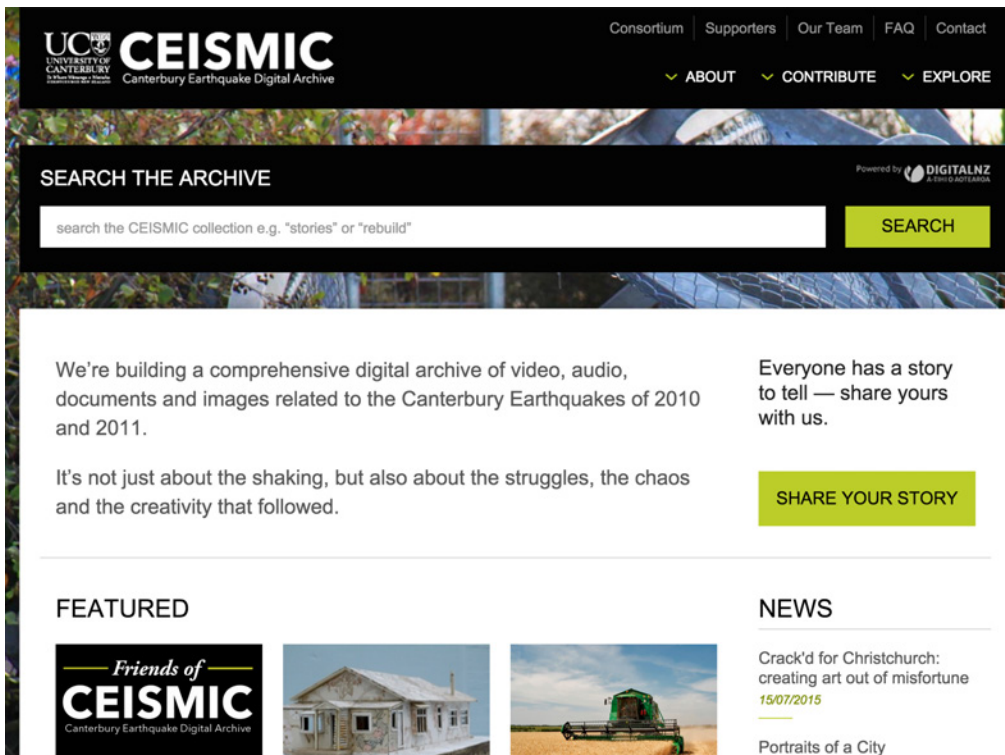 Consortium Supporters Our Team FAQ Contact
UC
UNIVERSITY OF
CANTERBURY
CEISMIC
Canterbury Earthquake Digital Archive
ABOUT CONTRIBUTE EXPLORE
SEARCH THE ARCHIVE
Powered by DIGITALNZ
A-TIHI O AOTEAROA
search the CEISMIC collection e.g. "stories" or "rebuild"
SEARCH
We're building a comprehensive digital archive of video, audio,
documents and images related to the Canterbury Earthquakes of 2010
and 2011.
It's not just about the shaking, but also about the struggles, the chaos
and the creativity that followed.
Everyone has a story
to tell — share yours
with us.
SHARE YOUR STORY
FEATURED
Friends of
CEISMIC
Canterbury Earthquake Digital Archive
NEWS
Crack'd for Christchurch:
creating art out of misfortune
15/07/2015
Portraits of a City